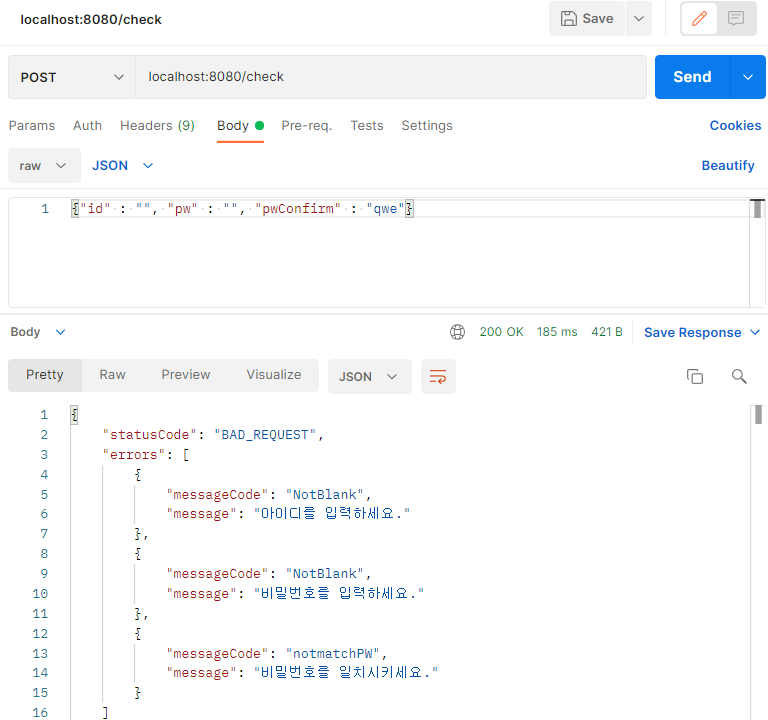 localhost:8080/check
Save
POST
localhost:8080/check
Send
Params Auth Headers (9) Body Pre-req. Tests Settings Cookies
raw JSON Beautify
1 {"id" : "", "pw" : "", "pwConfirm" : "qwe"}
Body 200 OK 185 ms 421 B Save Response
Pretty Raw Preview Visualize JSON
1 {
2 "statusCode": "BAD_REQUEST",
3 "errors": [
4 {
5 "messageCode": "NotBlank",
6 "message": "아이디를 입력하세요."
7 },
8 {
9 "messageCode": "NotBlank",
10 "message": "비밀번호를 입력하세요."
11 },
12 {
13 "messageCode": "notmatchPW",
14 "message": "비밀번호를 일치시키세요."
15 }
16 ]